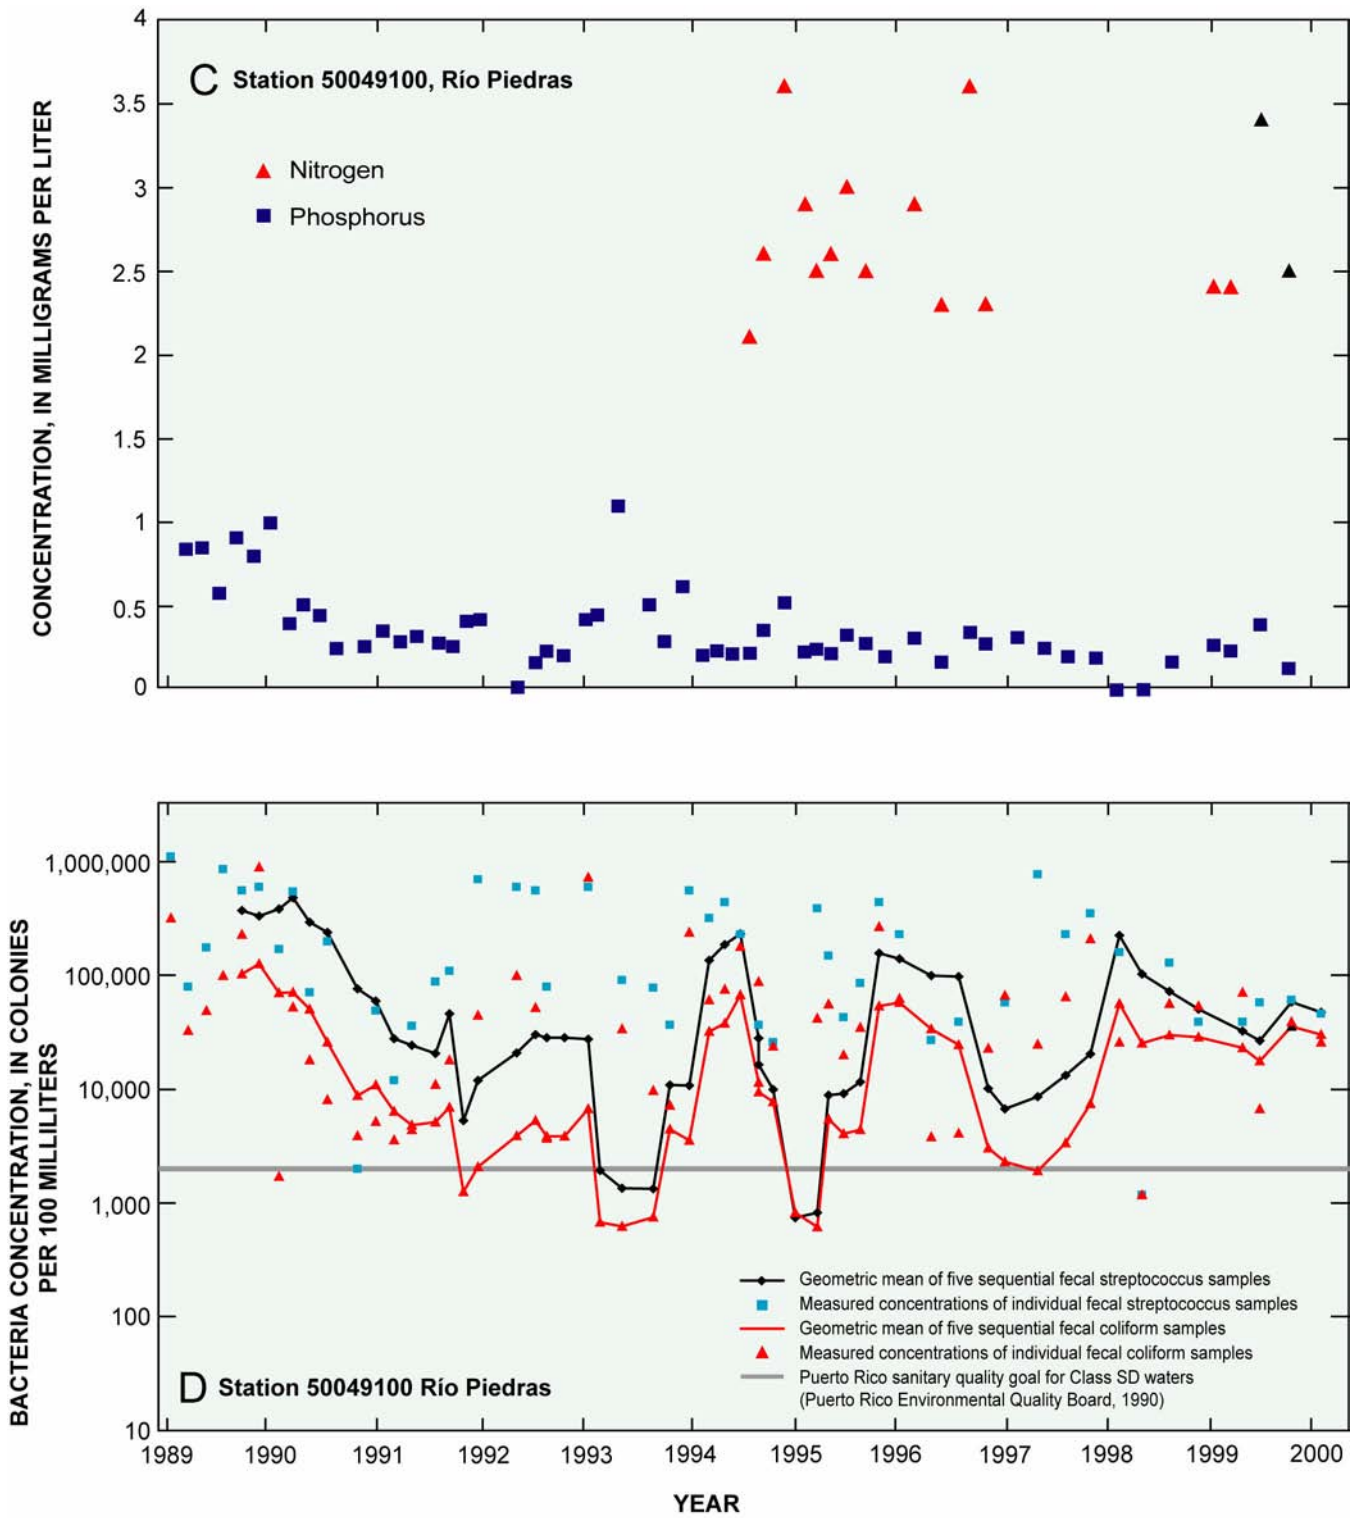 CONCENTRATION, IN MILLIGRAMS PER LITER
4
3.5
3
2.5
2
1.5
1
0.5
0
C Station 50049100, Río Piedras
Nitrogen
Phosphorus
BACTERIA CONCENTRATION, IN COLONIES
PER 100 MILLILITERS
1,000,000
100,000
10,000
1,000
100
10
Geometric mean of five sequential fecal streptococcus samples
Measured concentrations of individual fecal streptococcus samples
Geometric mean of five sequential fecal coliform samples
Measured concentrations of individual fecal coliform samples
Puerto Rico sanitary quality goal for Class SD waters
(Puerto Rico Environmental Quality Board, 1990)
D Station 50049100 Río Piedras
1989 1990 1991 1992 1993 1994 1995 1996 1997 1998 1999 2000
YEAR